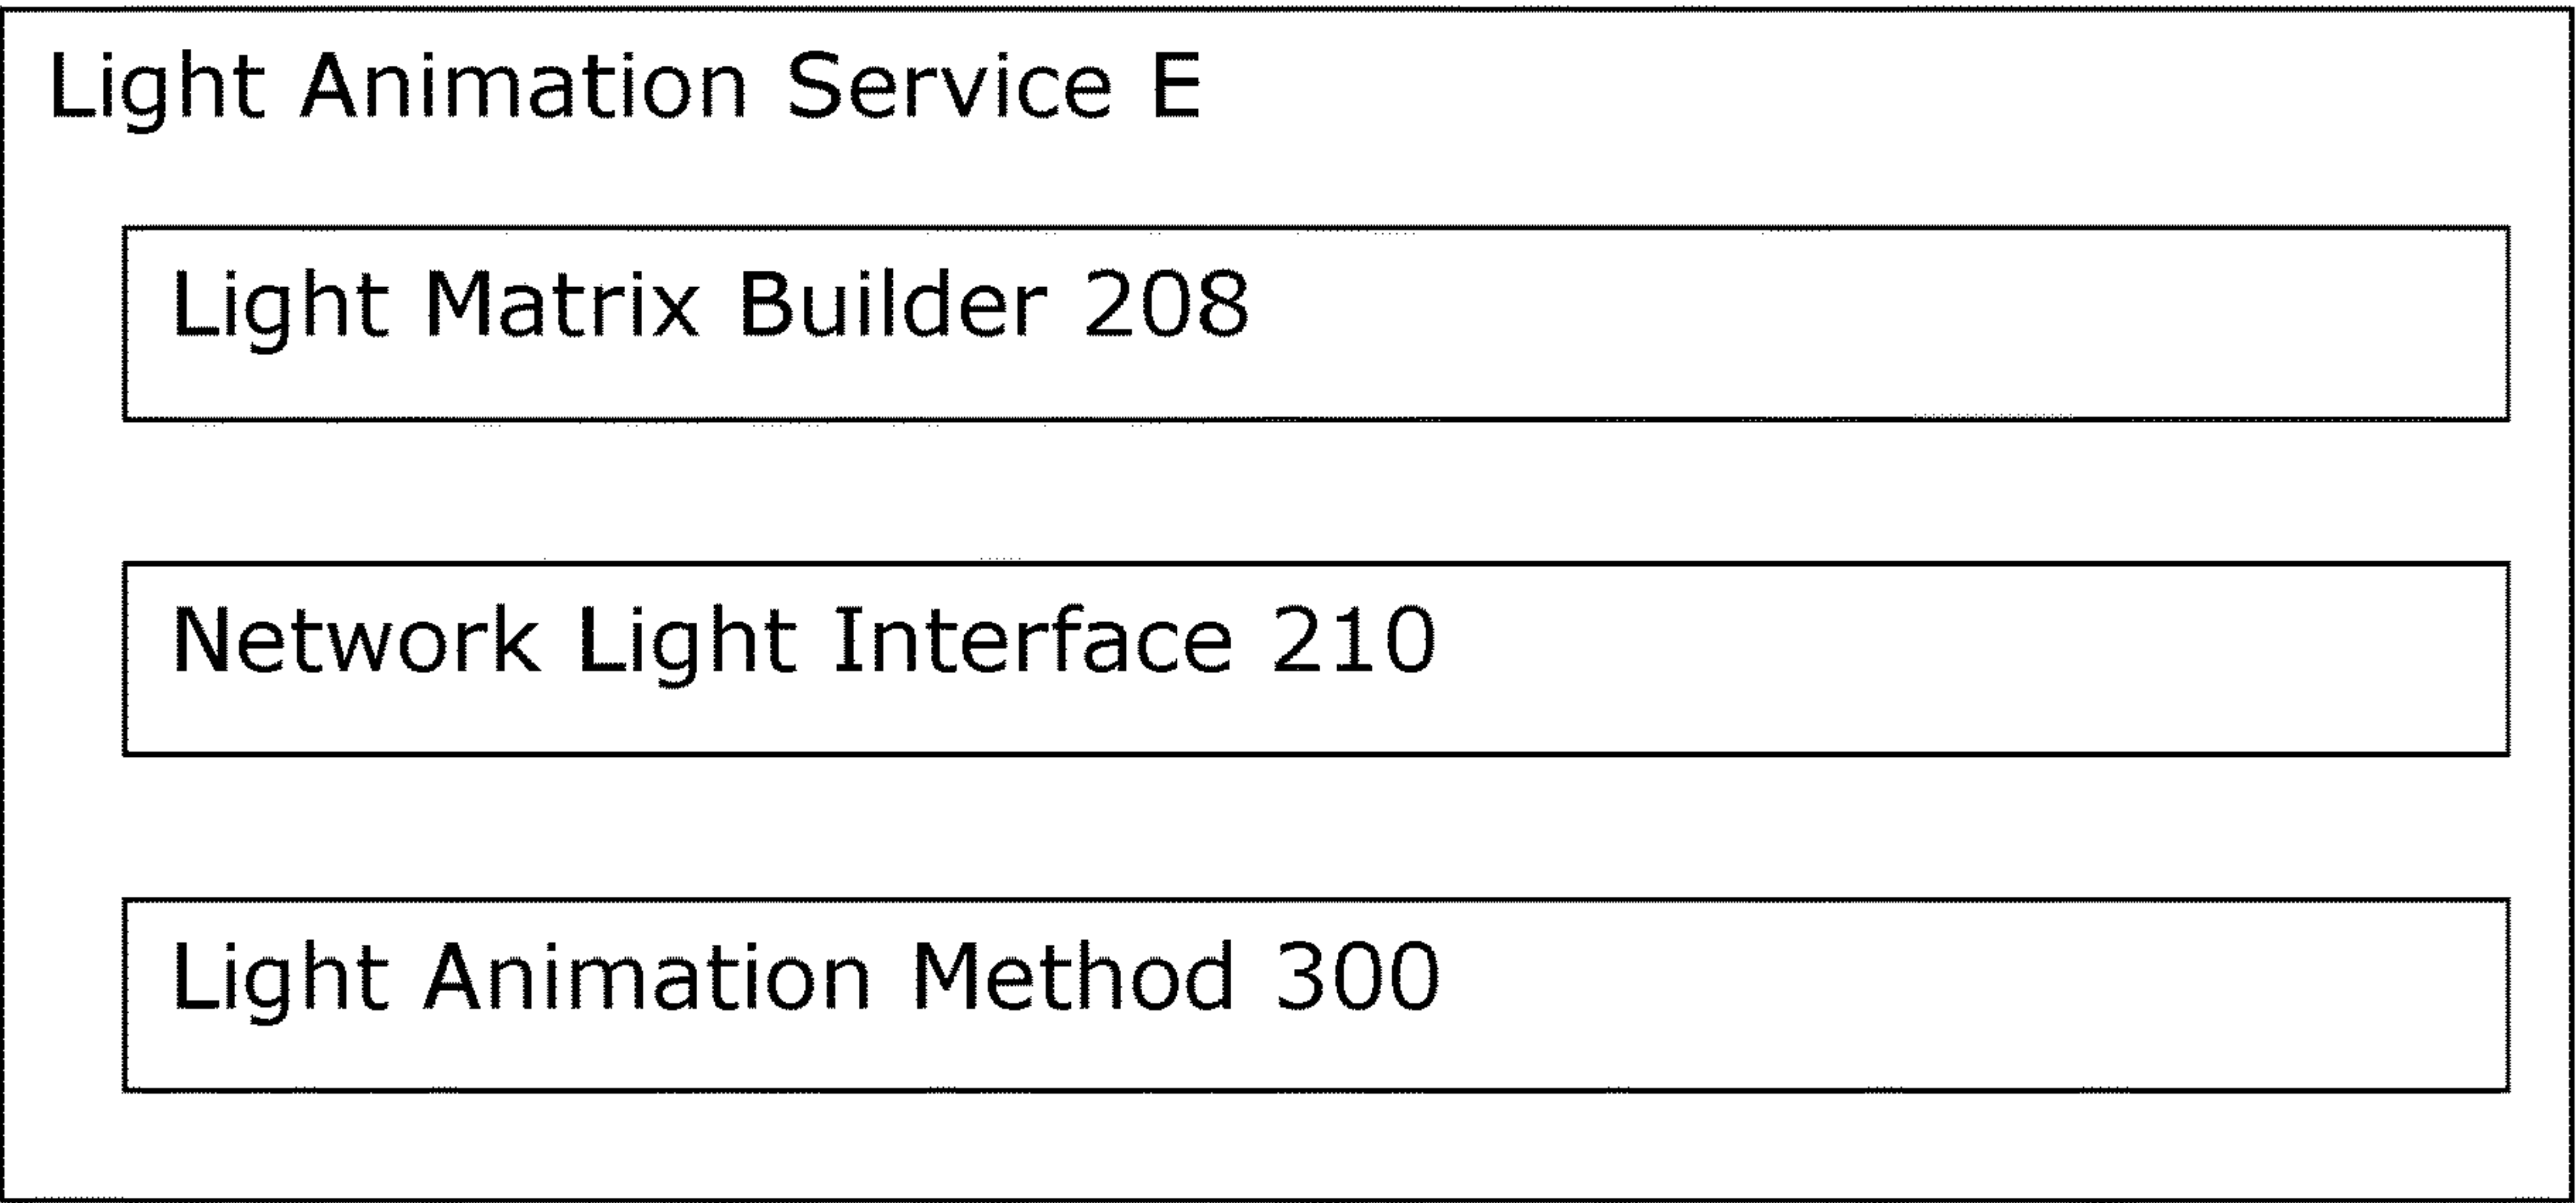 Light Animation Service E
Light Matrix Builder 208
Network Light Interface 210
Light Animation Method 300